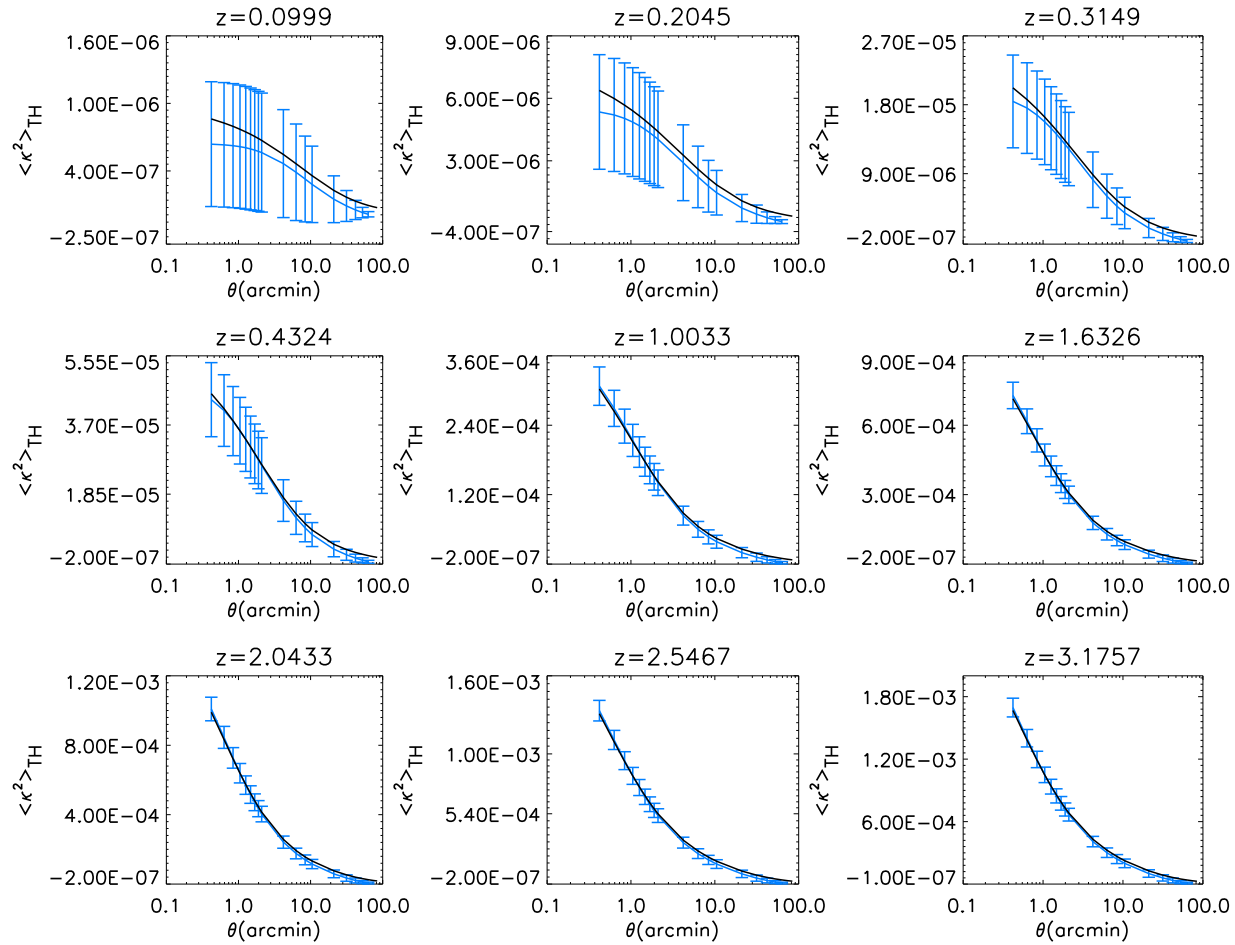 z=0.0999
<κ²>TH
1.60E−06
1.00E−06
4.00E−07
−2.50E−07
0.1 1.0 10.0 100.0
θ(arcmin)
z=0.2045
<κ²>TH
9.00E−06
6.00E−06
3.00E−06
−4.00E−07
0.1 1.0 10.0 100.0
θ(arcmin)
z=0.3149
<κ²>TH
2.70E−05
1.80E−05
9.00E−06
−2.00E−07
0.1 1.0 10.0 100.0
θ(arcmin)
z=0.4324
<κ²>TH
5.55E−05
3.70E−05
1.85E−05
−2.00E−07
0.1 1.0 10.0 100.0
θ(arcmin)
z=1.0033
<κ²>TH
3.60E−04
2.40E−04
1.20E−04
−2.00E−07
0.1 1.0 10.0 100.0
θ(arcmin)
z=1.6326
<κ²>TH
9.00E−04
6.00E−04
3.00E−04
−2.00E−07
0.1 1.0 10.0 100.0
θ(arcmin)
z=2.0433
<κ²>TH
1.20E−03
8.00E−04
4.00E−04
−2.00E−07
0.1 1.0 10.0 100.0
θ(arcmin)
z=2.5467
<κ²>TH
1.60E−03
1.00E−03
5.40E−04
−2.00E−07
0.1 1.0 10.0 100.0
θ(arcmin)
z=3.1757
<κ²>TH
1.80E−03
1.20E−03
6.00E−04
−1.00E−07
0.1 1.0 10.0 100.0
θ(arcmin)